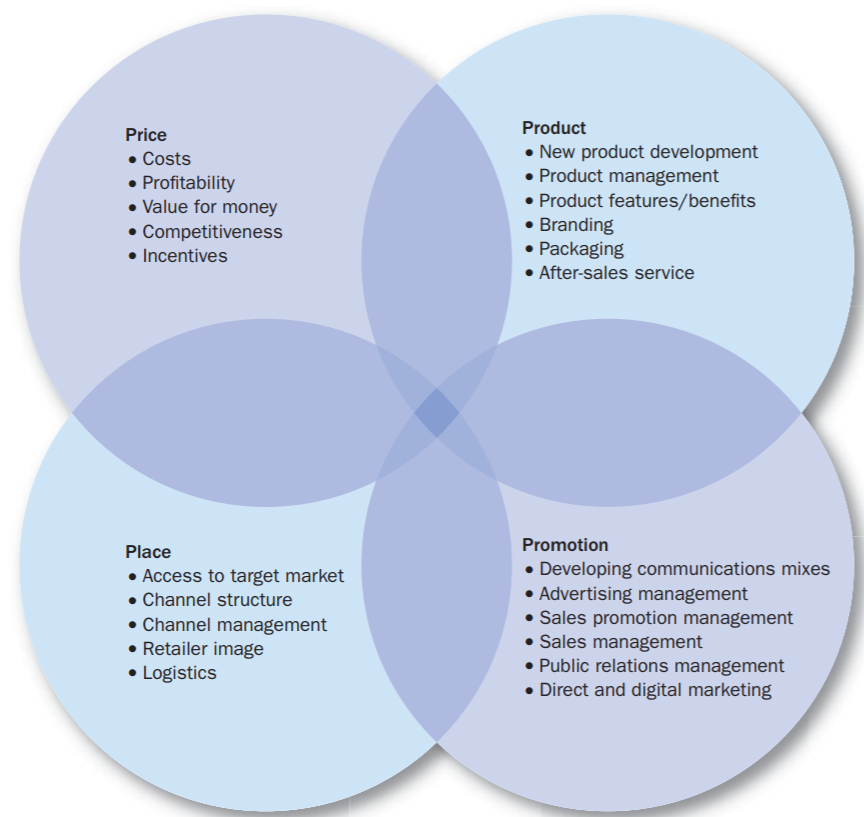 Price
• Costs
• Profitability
• Value for money
• Competitiveness
• Incentives
Product
• New product development
• Product management
• Product features/benefits
• Branding
• Packaging
• After-sales service
Place
• Access to target market
• Channel structure
• Channel management
• Retailer image
• Logistics
Promotion
• Developing communications mixes
• Advertising management
• Sales promotion management
• Sales management
• Public relations management
• Direct and digital marketing